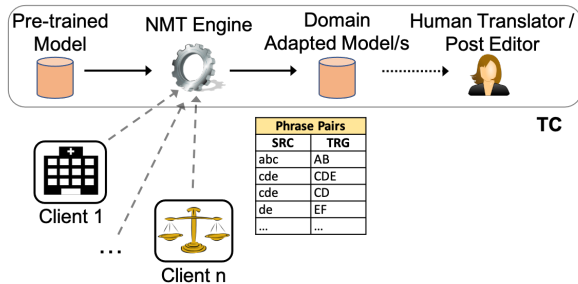 Pre-trained
Model
NMT Engine
Domain
Adapted Model/s
Human Translator /
Post Editor
TC
Client 1
...
Client n
Phrase Pairs
SRC TRG
abc AB
cde CDE
cde CD
de EF
... ...